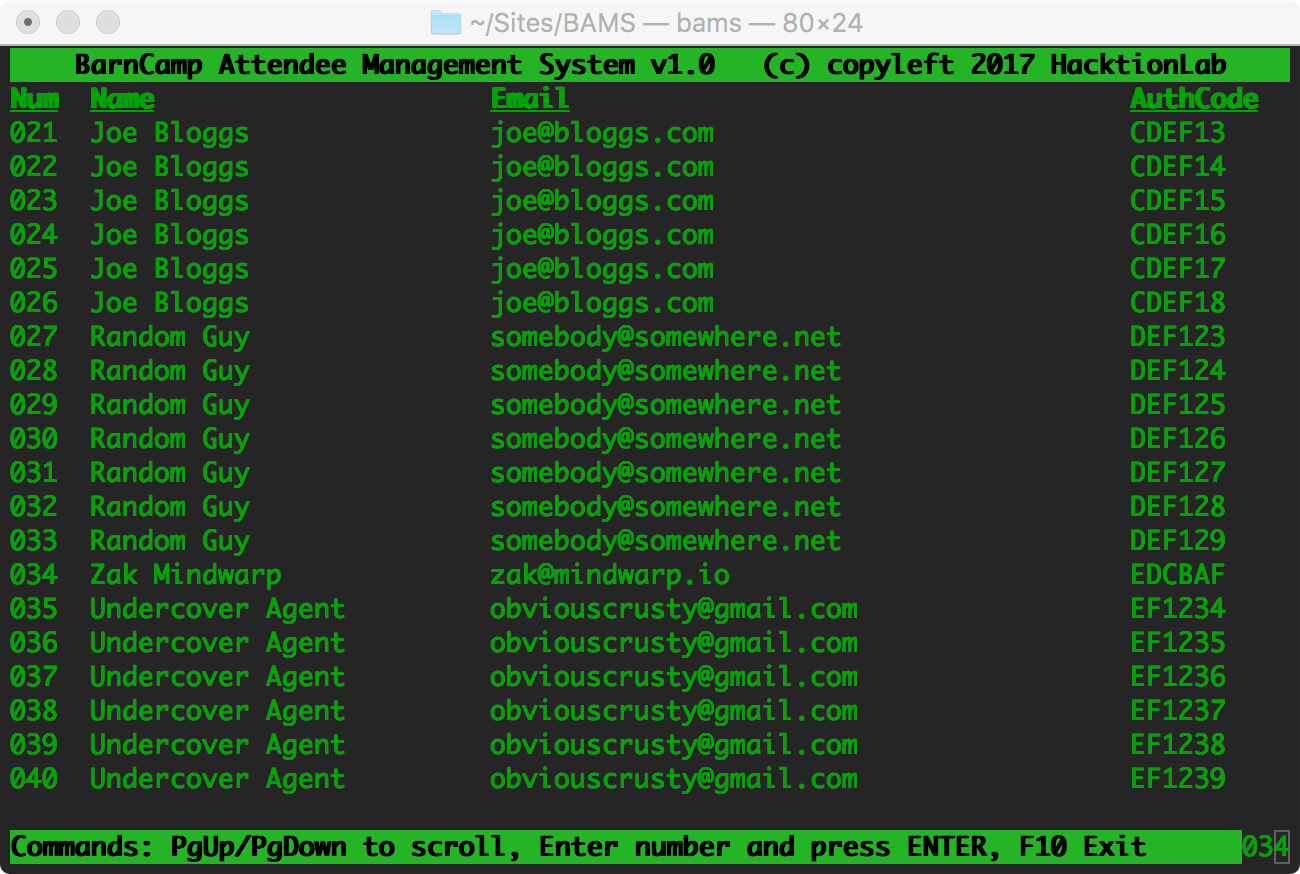 ~/Sites/BAMS — bams — 80×24
BarnCamp Attendee Management System v1.0 (c) copyleft 2017 HacktionLab
Num Name Email AuthCode
021 Joe Bloggs joe@bloggs.com CDEF13
022 Joe Bloggs joe@bloggs.com CDEF14
023 Joe Bloggs joe@bloggs.com CDEF15
024 Joe Bloggs joe@bloggs.com CDEF16
025 Joe Bloggs joe@bloggs.com CDEF17
026 Joe Bloggs joe@bloggs.com CDEF18
027 Random Guy somebody@somewhere.net DEF123
028 Random Guy somebody@somewhere.net DEF124
029 Random Guy somebody@somewhere.net DEF125
030 Random Guy somebody@somewhere.net DEF126
031 Random Guy somebody@somewhere.net DEF127
032 Random Guy somebody@somewhere.net DEF128
033 Random Guy somebody@somewhere.net DEF129
034 Zak Mindwarp zak@mindwarp.io EDCBAF
035 Undercover Agent obviouscrusty@gmail.com EF1234
036 Undercover Agent obviouscrusty@gmail.com EF1235
037 Undercover Agent obviouscrusty@gmail.com EF1236
038 Undercover Agent obviouscrusty@gmail.com EF1237
039 Undercover Agent obviouscrusty@gmail.com EF1238
040 Undercover Agent obviouscrusty@gmail.com EF1239
Commands: PgUp/PgDown to scroll, Enter number and press ENTER, F10 Exit 034